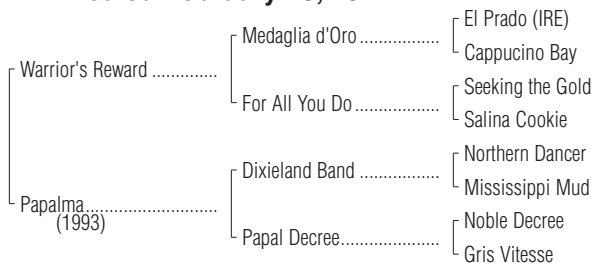 El Prado (IRE)
Medaglia d'Oro ..................
Cappucino Bay
Warrior's Reward ..............
Seeking the Gold
For All You Do ..................
Salina Cookie
Northern Dancer
Dixieland Band .................
Mississippi Mud
Papalma............................
(1993)
Noble Decree
Papal Decree.....................
Gris Vitesse